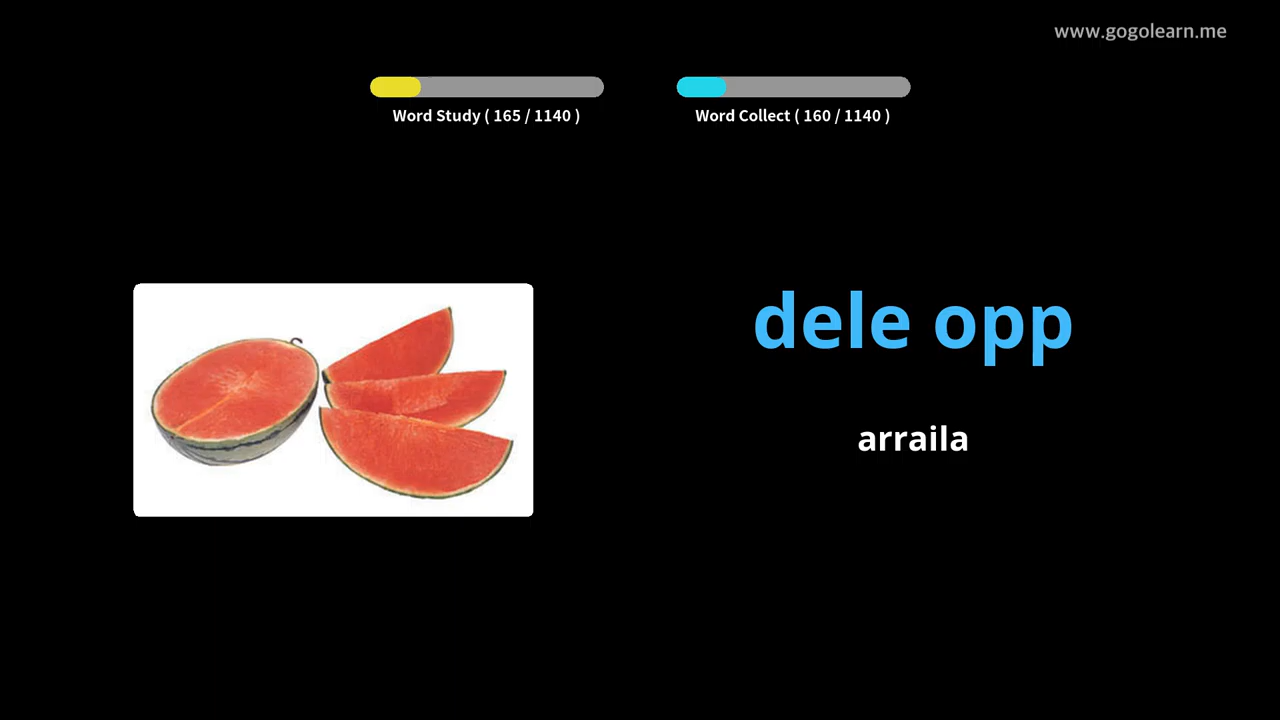 www.gogolearn.me
Word Study ( 165 / 1140 )
Word Collect ( 160 / 1140 )
dele opp
arraila